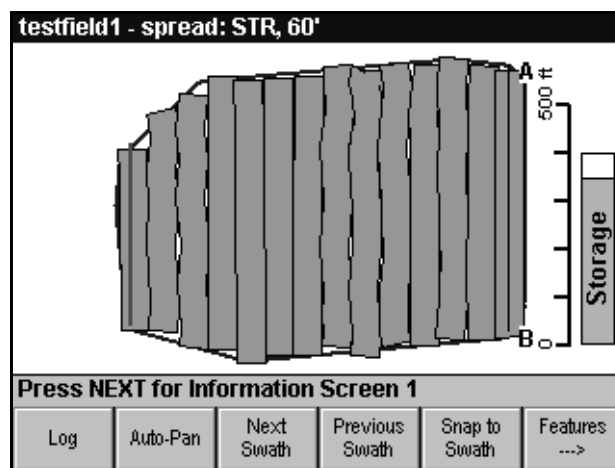 testfield1 - spread: STR, 60'
A
500 ft
Storage
B
0
Press NEXT for Information Screen 1
Log
Auto-Pan
Next
Swath
Previous
Swath
Snap to
Swath
Features
--->